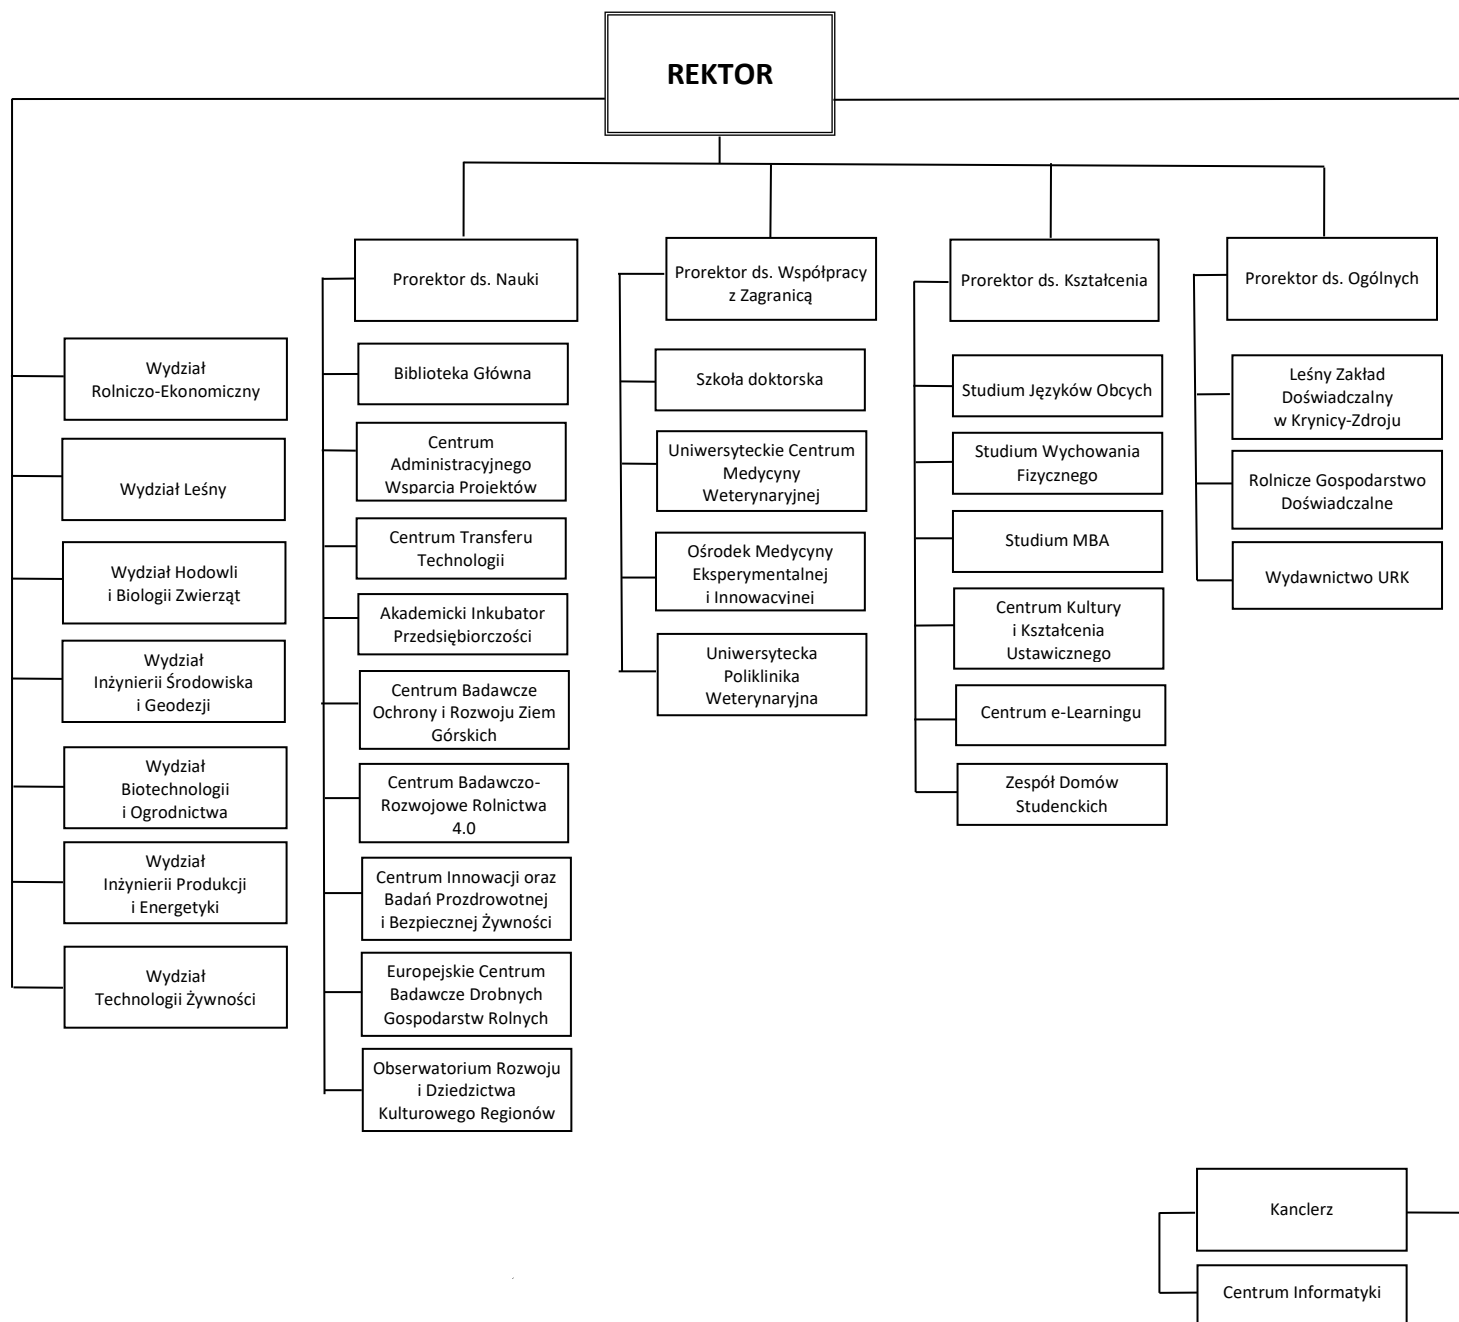 REKTOR
Wydział
Rolniczo-Ekonomiczny
Wydział Leśny
Wydział Hodowli
i Biologii Zwierząt
Wydział
Inżynierii Środowiska
i Geodezji
Wydział
Biotechnologii
i Ogrodnictwa
Wydział
Inżynierii Produkcji
i Energetyki
Wydział
Technologii Żywności
Prorektor ds. Nauki
Biblioteka Główna
Centrum
Administracyjnego
Wsparcia Projektów
Centrum Transferu
Technologii
Akademicki Inkubator
Przedsiębiorczości
Centrum Badawcze
Ochrony i Rozwoju Ziem
Górskich
Centrum Badawczo-
Rozwojowe Rolnictwa
4.0
Centrum Innowacji oraz
Badań Prozdrowotnej
i Bezpiecznej Żywności
Europejskie Centrum
Badawcze Drobnych
Gospodarstw Rolnych
Obserwatorium Rozwoju
i Dziedzictwa
Kulturowego Regionów
Prorektor ds. Współpracy
z Zagranicą
Szkoła doktorska
Uniwersyteckie Centrum
Medycyny
Weterynaryjnej
Ośrodek Medycyny
Eksperymentalnej
i Innowacyjnej
Uniwersytecka
Poliklinika
Weterynaryjna
Prorektor ds. Kształcenia
Studium Języków Obcych
Studium Wychowania
Fizycznego
Studium MBA
Centrum Kultury
i Kształcenia
Ustawicznego
Centrum e-Learningu
Zespół Domów
Studenckich
Prorektor ds. Ogólnych
Leśny Zakład
Doświadczalny
w Krynicy-Zdroju
Rolnicze Gospodarstwo
Doświadczalne
Wydawnictwo URK
Kanclerz
Centrum Informatyki